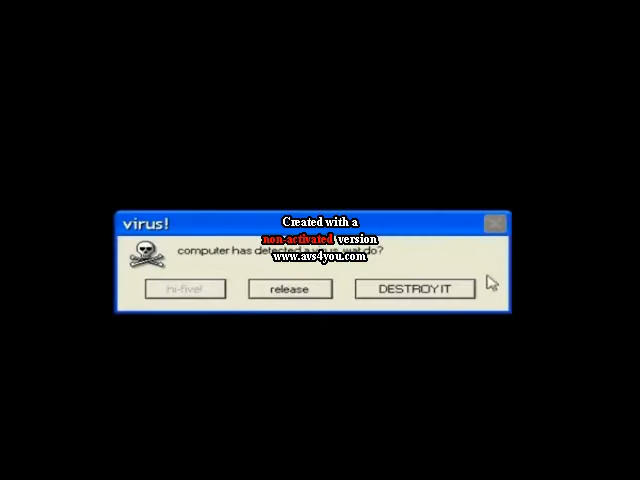 virus!
Created with a
non-activated version
www.avs4you.com
computer has detected a virus. wat do?
hi-five!
release
DESTROY IT